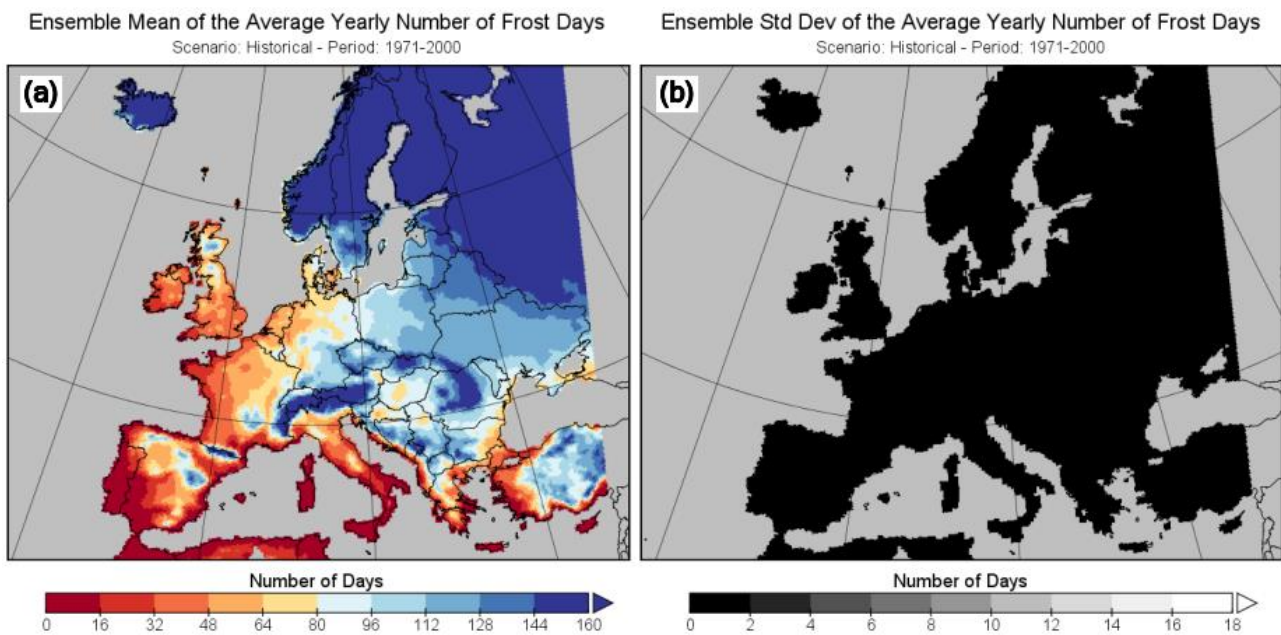 Ensemble Mean of the Average Yearly Number of Frost Days
Scenario: Historical - Period: 1971-2000
(a)
Number of Days
0 16 32 48 64 80 96 112 128 144 160
Ensemble Std Dev of the Average Yearly Number of Frost Days
Scenario: Historical - Period: 1971-2000
(b)
Number of Days
0 2 4 6 8 10 12 14 16 18